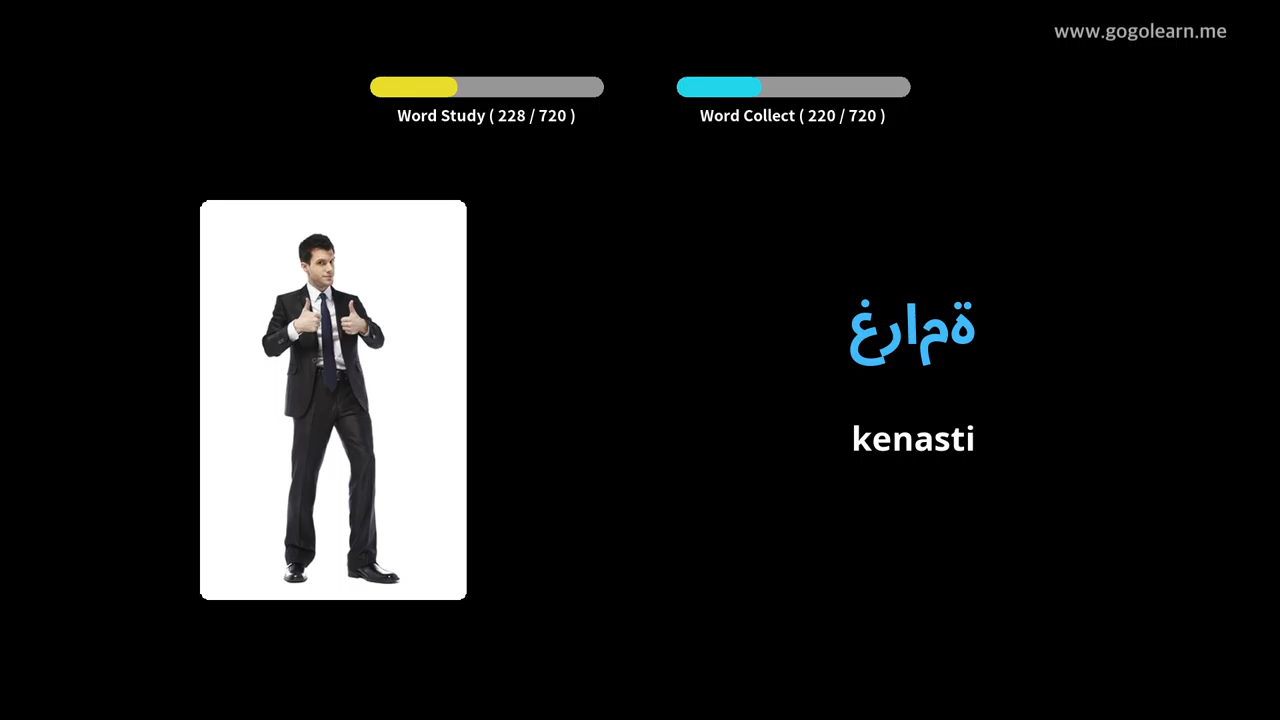 www.gogolearn.me
Word Study ( 228 / 720 )
Word Collect ( 220 / 720 )
غرامة
kenasti